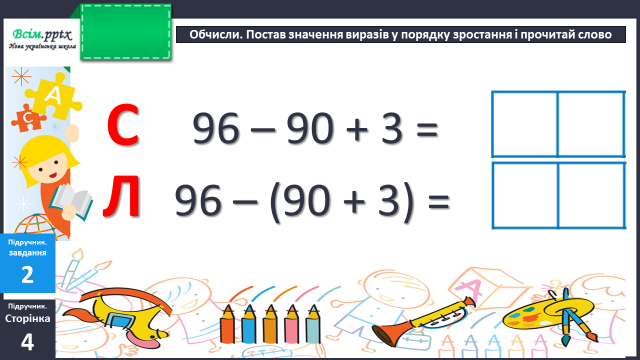 Всім.pptx
Нова українська школа
Обчисли. Постав значення виразів у порядку зростання і прочитай слово
А
С
С 96 – 90 + 3 =
Л 96 – (90 + 3) =
Підручник.
завдання
2
Підручник.
Сторінка
4
А